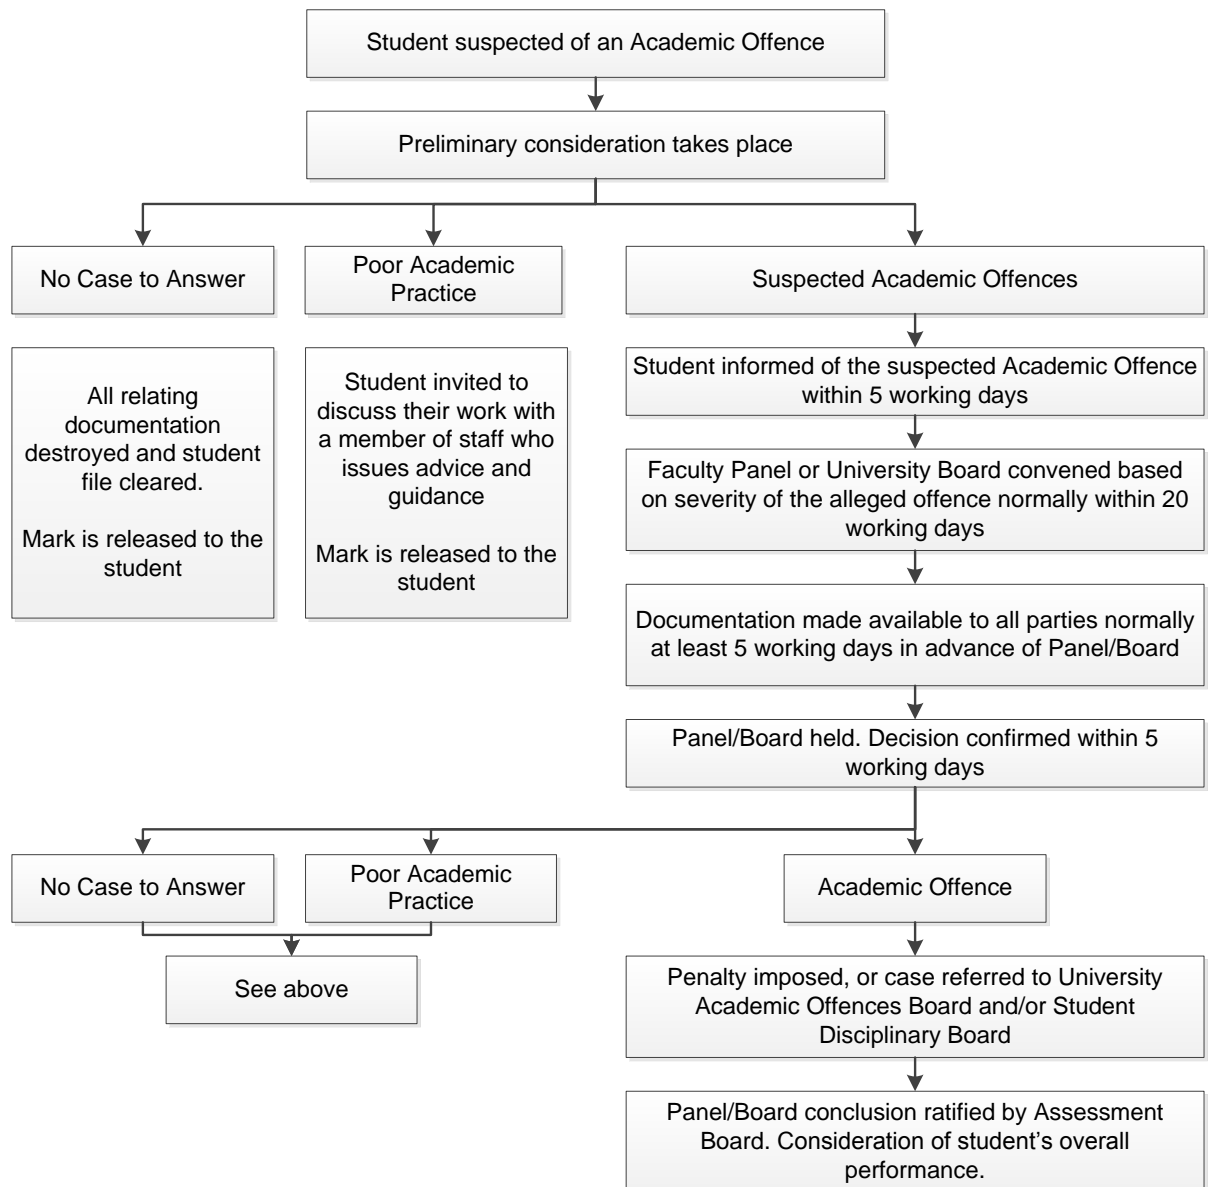 Student suspected of an Academic Offence
Preliminary consideration takes place
No Case to Answer
Poor Academic
Practice
Suspected Academic Offences
All relating
documentation
destroyed and student
file cleared.
Mark is released to the
student
Student invited to
discuss their work with
a member of staff who
issues advice and
guidance
Mark is released to the
student
Student informed of the suspected Academic Offence
within 5 working days
Faculty Panel or University Board convened based
on severity of the alleged offence normally within 20
working days
Documentation made available to all parties normally
at least 5 working days in advance of Panel/Board
Panel/Board held. Decision confirmed within 5
working days
No Case to Answer
Poor Academic
Practice
Academic Offence
See above
Penalty imposed, or case referred to University
Academic Offences Board and/or Student
Disciplinary Board
Panel/Board conclusion ratified by Assessment
Board. Consideration of student’s overall
performance.